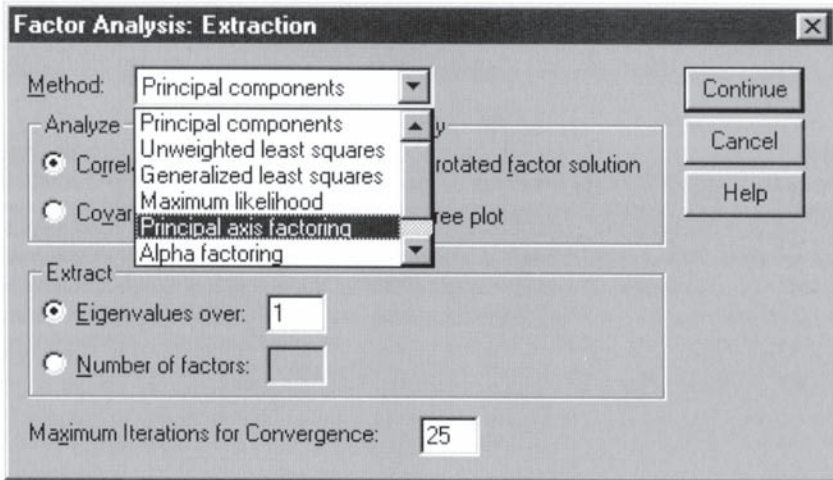 Factor Analysis: Extraction
Method: Principal components
Continue
Analyze
Principal components
Unweighted least squares
Generalized least squares
Maximum likelihood
Principal axis factoring
Alpha factoring
Cancel
Help
rotated factor solution
ree plot
Extract
Eigenvalues over: 1
Number of factors:
Maximum Iterations for Convergence: 25